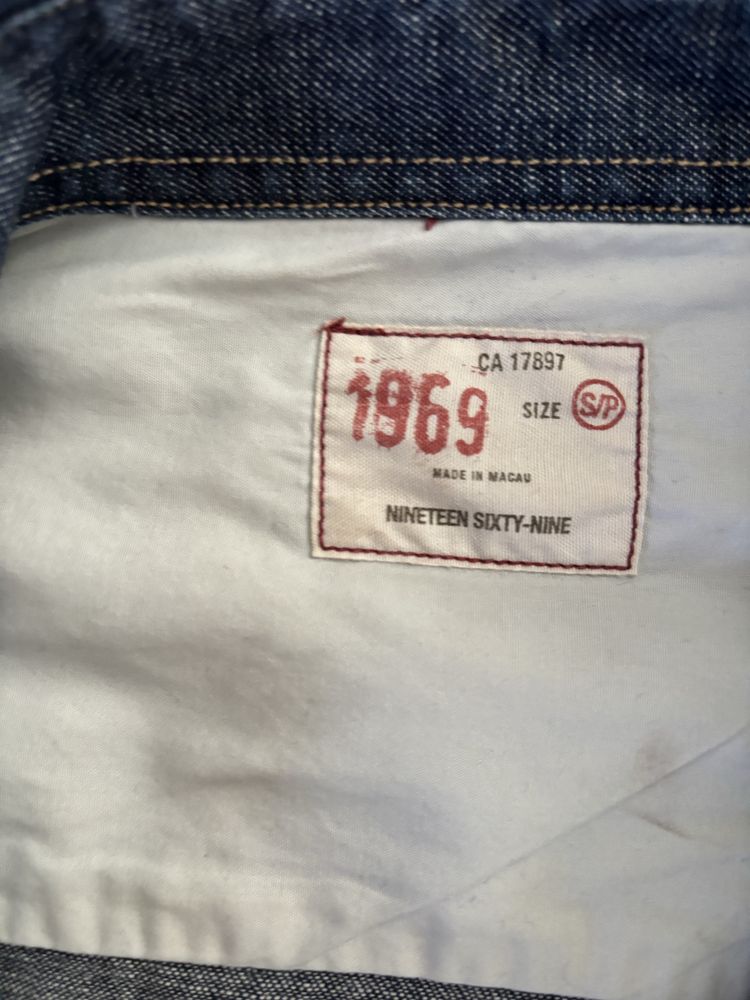 CA 17897
1969
SIZE S/P
MADE IN MACAU
NINETEEN SIXTY-NINE